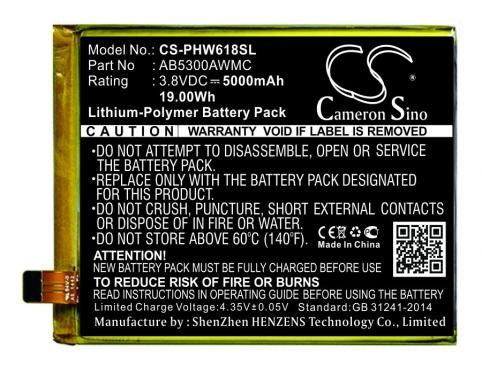 Model No.: CS-PHW618SL
Part No : AB5300AWMC
Rating : 3.8VDC⎓5000mAh
19.00Wh
Lithium-Polymer Battery Pack
CS
Cameron Sino
CAUTION WARRANTY VOID IF LABEL IS REMOVED
•DO NOT ATTEMPT TO DISASSEMBLE, OPEN OR SERVICE
THE BATTERY PACK.
•REPLACE ONLY WITH THE BATTERY PACK DESIGNATED
FOR THIS PRODUCT.
•DO NOT CRUSH, PUNCTURE, SHORT EXTERNAL CONTACTS
OR DISPOSE OF IN FIRE OR WATER.
•DO NOT STORE ABOVE 60°C (140°F).
CE
Made In China
ATTENTION!
NEW BATTERY PACK MUST BE FULLY CHARGED BEFORE USE
TO REDUCE RISK OF FIRE OR BURNS
READ INSTRUCTIONS IN OPERATING BATTERY BEFORE USE
Limited Charge Voltage:4.35V±0.05V Standard:GB 31241-2014
Manufacture by : ShenZhen HENZENS Technology Co., Limited